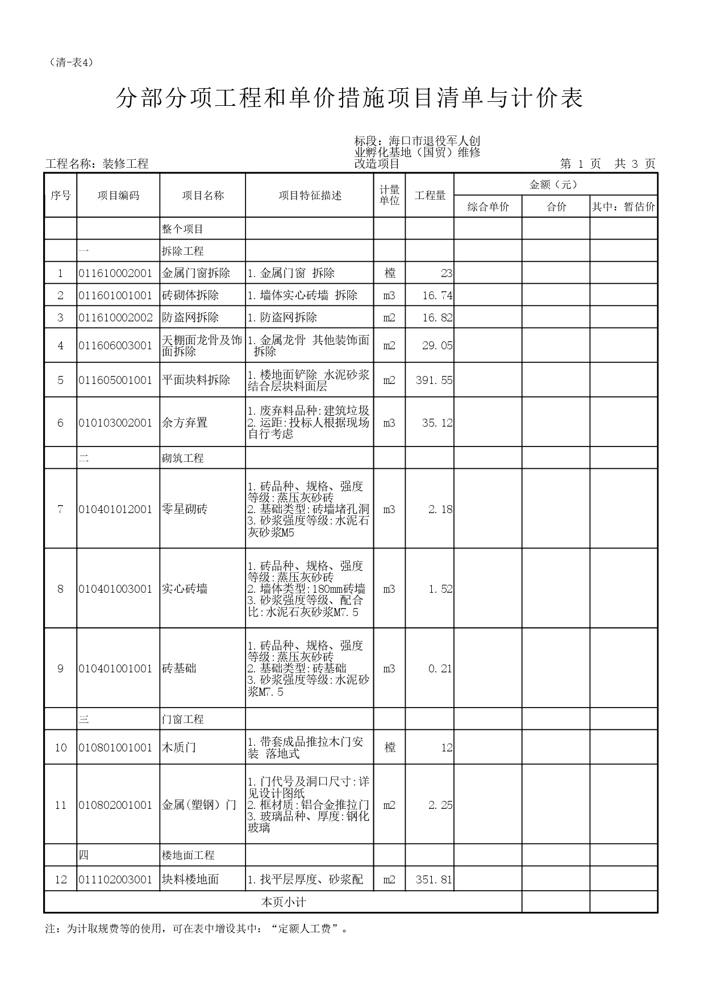 （清-表4）
分部分项工程和单价措施项目清单与计价表
工程名称：装修工程
标段：海口市退役军人创
业孵化基地（国贸）维修
改造项目
第 1 页 共 3 页
序号 项目编码 项目名称 项目特征描述 计量单位 工程量 金额（元）
综合单价 合价 其中：暂估价
整个项目
一 拆除工程
1 011610002001 金属门窗拆除 1.金属门窗 拆除 樘 23
2 011601001001 砖砌体拆除 1.墙体实心砖墙 拆除 m3 16.74
3 011610002002 防盗网拆除 1.防盗网拆除 m2 16.82
4 011606003001 天棚面龙骨及饰面拆除 1.金属龙骨 其他装饰面 拆除 m2 29.05
5 011605001001 平面块料拆除 1.楼地面铲除 水泥砂浆结合层块料面层 m2 391.55
6 010103002001 余方弃置 1.废弃料品种:建筑垃圾
2.运距:投标人根据现场
自行考虑 m3 35.12
二 砌筑工程
7 010401012001 零星砌砖 1.砖品种、规格、强度
等级:蒸压灰砂砖
2.基础类型:砖墙堵孔洞
3.砂浆强度等级:水泥石
灰砂浆M5 m3 2.18
8 010401003001 实心砖墙 1.砖品种、规格、强度
等级:蒸压灰砂砖
2.墙体类型:180mm砖墙
3.砂浆强度等级、配合
比:水泥石灰砂浆M7.5 m3 1.52
9 010401001001 砖基础 1.砖品种、规格、强度
等级:蒸压灰砂砖
2.基础类型:砖基础
3.砂浆强度等级:水泥砂
浆M7.5 m3 0.21
三 门窗工程
10 010801001001 木质门 1.带套成品推拉木门安
装 落地式 樘 12
11 010802001001 金属(塑钢）门 1.门代号及洞口尺寸:详
见设计图纸
2.框材质:铝合金推拉门
3.玻璃品种、厚度:钢化
玻璃 m2 2.25
四 楼地面工程
12 011102003001 块料楼地面 1.找平层厚度、砂浆配 m2 351.81
本页小计
注：为计取规费等的使用，可在表中增设其中：“定额人工费”。